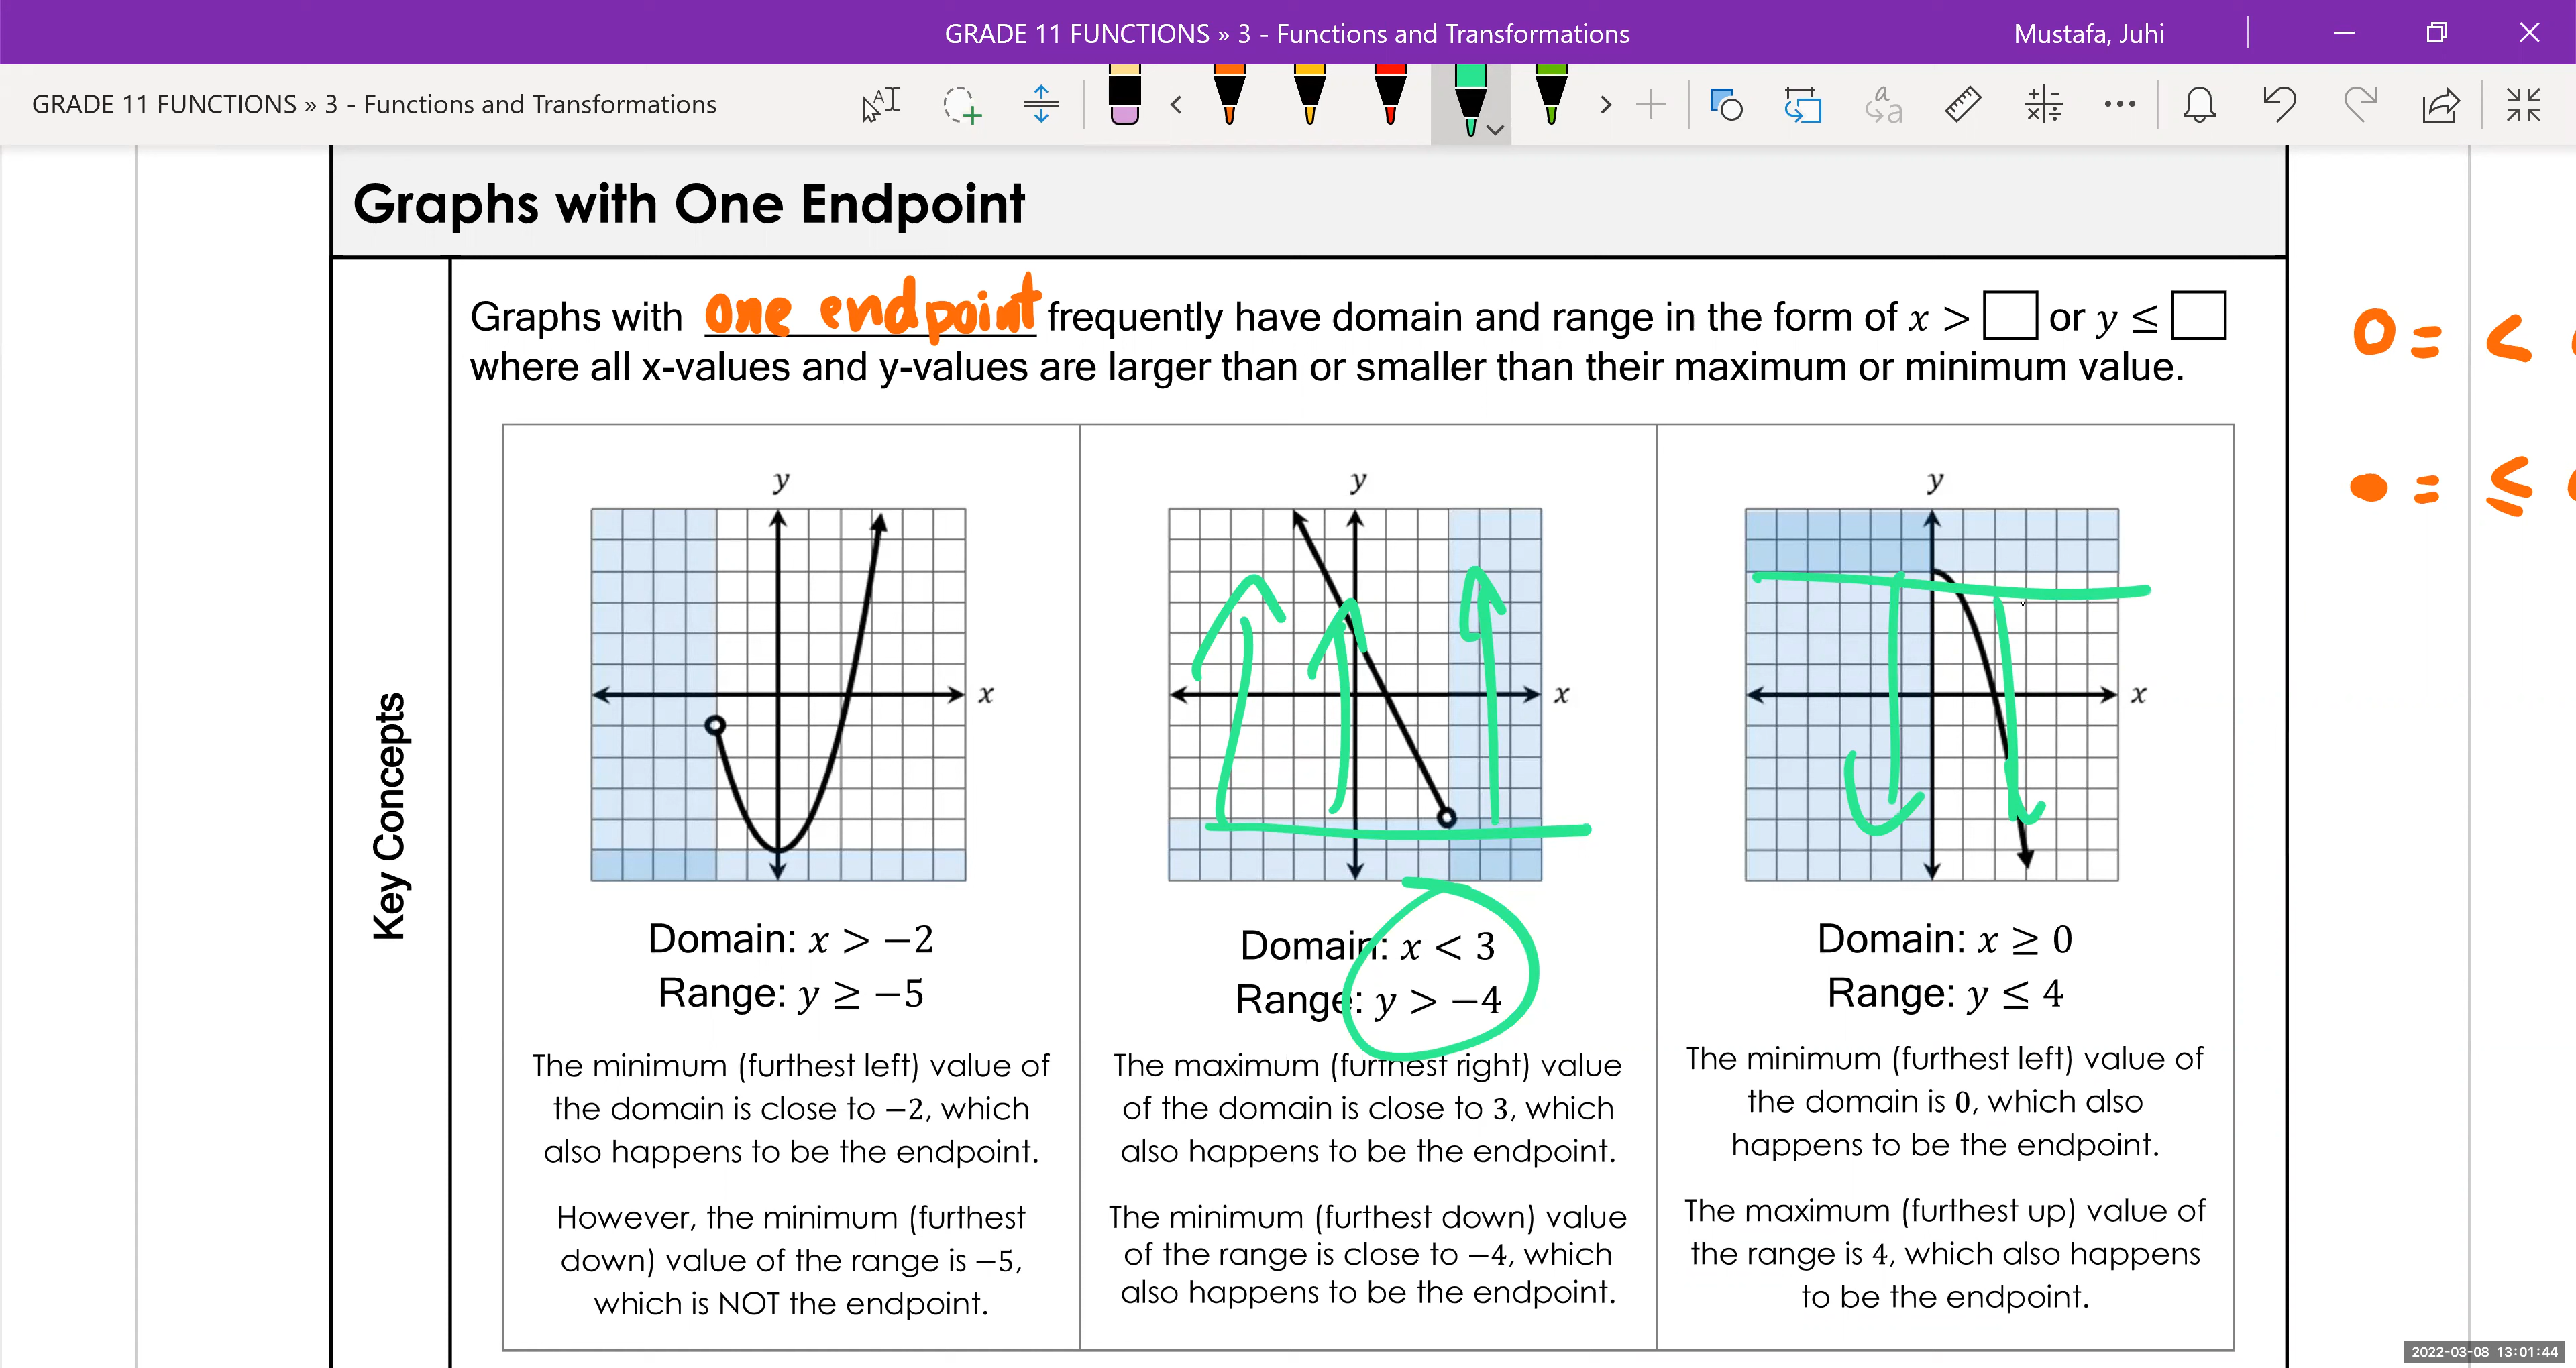 GRADE 11 FUNCTIONS » 3 - Functions and Transformations
Mustafa, Juhi
GRADE 11 FUNCTIONS » 3 - Functions and Transformations
Graphs with One Endpoint
Key Concepts
Graphs with one endpoint frequently have domain and range in the form of x > □ or y ≤ □
where all x-values and y-values are larger than or smaller than their maximum or minimum value.
o = <
● = ≤
y
x
Domain: x > −2
Range: y ≥ −5
The minimum (furthest left) value of
the domain is close to −2, which
also happens to be the endpoint.
However, the minimum (furthest
down) value of the range is −5,
which is NOT the endpoint.
y
x
Domain: x < 3
Range: y > −4
The maximum (furthest right) value
of the domain is close to 3, which
also happens to be the endpoint.
The minimum (furthest down) value
of the range is close to −4, which
also happens to be the endpoint.
y
x
Domain: x ≥ 0
Range: y ≤ 4
The minimum (furthest left) value of
the domain is 0, which also
happens to be the endpoint.
The maximum (furthest up) value of
the range is 4, which also happens
to be the endpoint.
2022-03-08 13:01:44